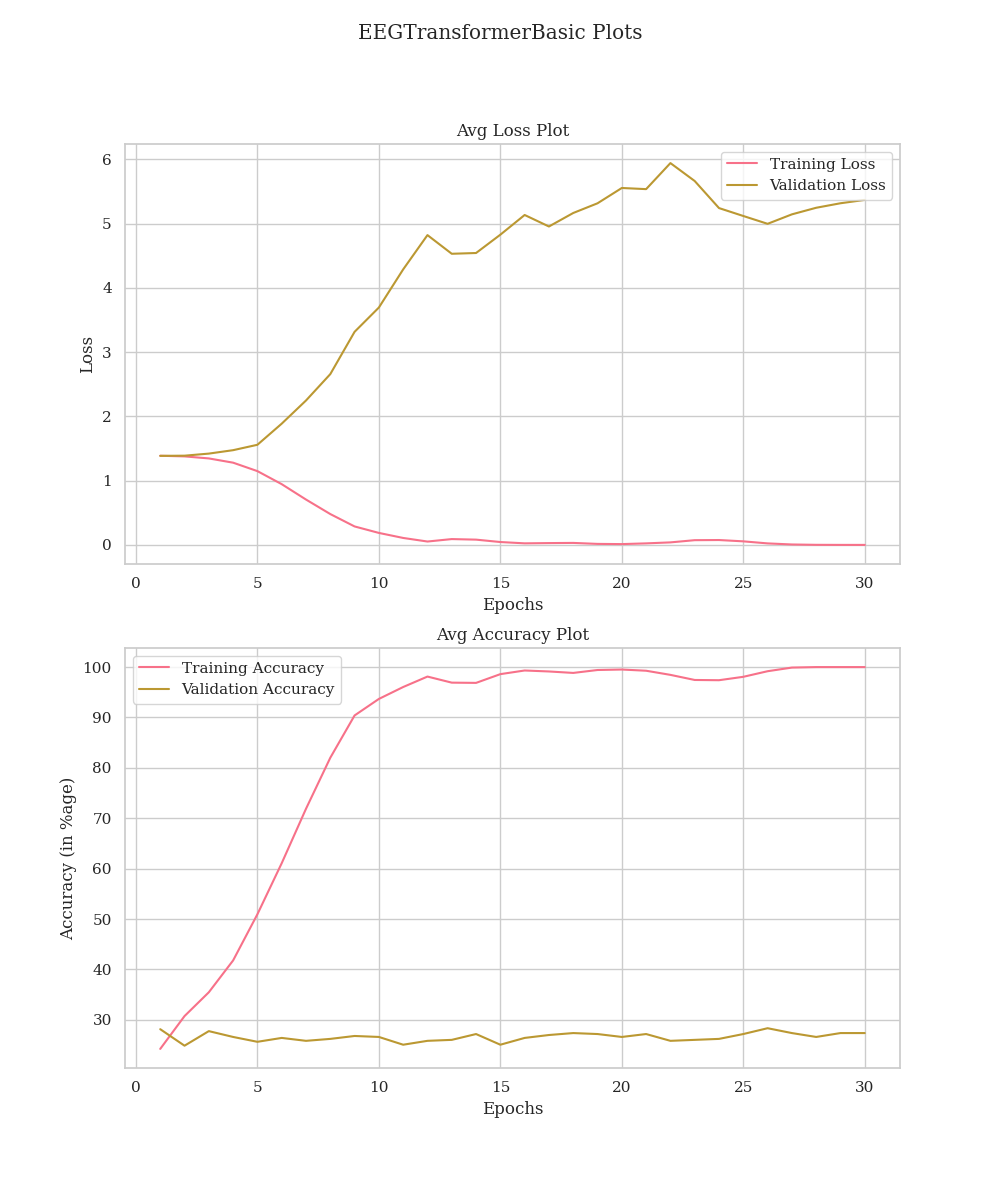 EEGTransformerBasic Plots
Avg Loss Plot
6
5
4
3
2
1
0
Loss
Training Loss
Validation Loss
0 5 10 15 20 25 30
Epochs
Avg Accuracy Plot
100
90
80
70
60
50
40
30
Accuracy (in %age)
Training Accuracy
Validation Accuracy
0 5 10 15 20 25 30
Epochs